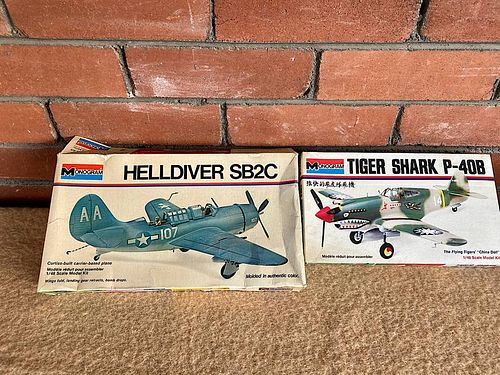 MONOGRAM
HELLDIVER SB2C
AA
107
Curtiss-built carrier-based plane
Modèle réduit pour assembler
1/48 Scale Model Kit
Wings fold, landing gear retracts, bomb drops.
Molded in authentic color.
MONOGRAM
TIGER SHARK P-40B
The Flying Tigers' "China Doll"
Modèle réduit pour assembler
1/48 Scale Model Kit